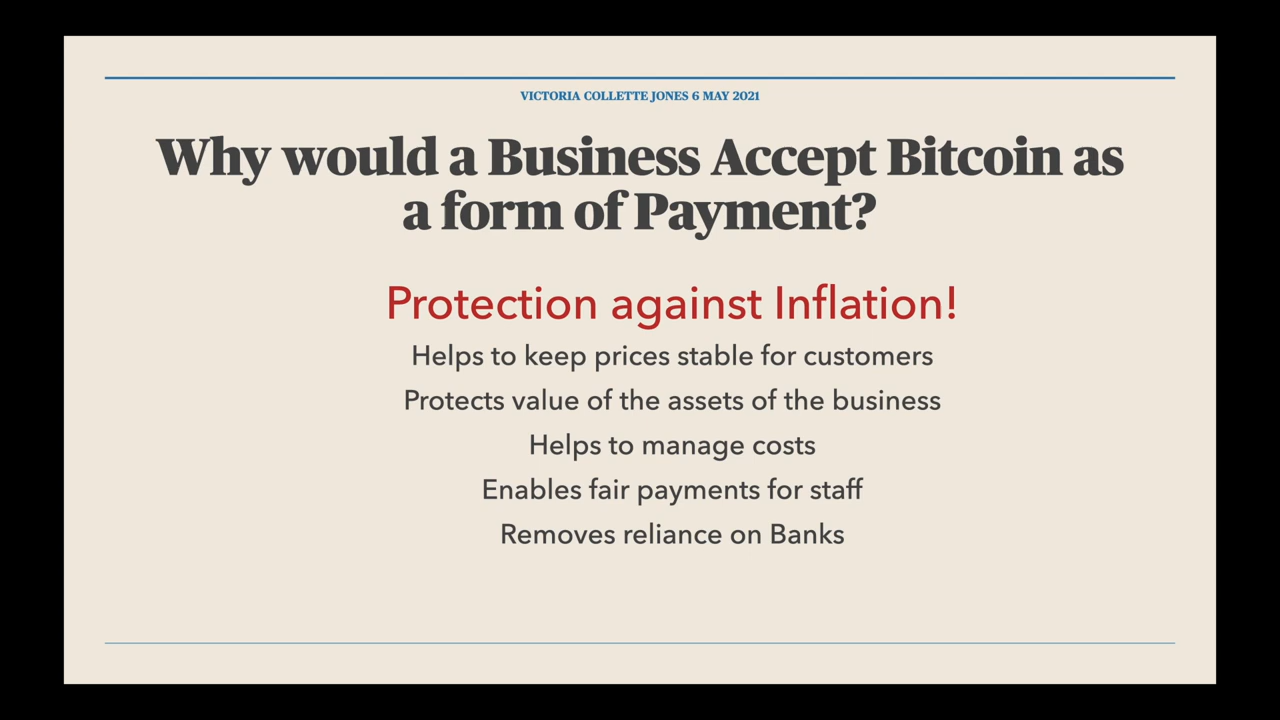 VICTORIA COLLETTE JONES 6 MAY 2021
Why would a Business Accept Bitcoin as
a form of Payment?
Protection against Inflation!
Helps to keep prices stable for customers
Protects value of the assets of the business
Helps to manage costs
Enables fair payments for staff
Removes reliance on Banks